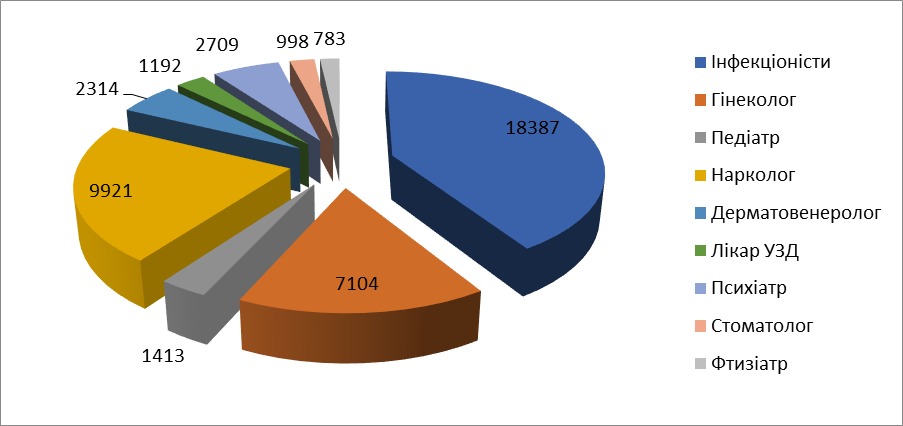 18387
7104
1413
9921
2314
1192
2709
998
783
Інфекціоністи
Гінеколог
Педіатр
Нарколог
Дерматовенеролог
Лікар УЗД
Психіатр
Стоматолог
Фтизіатр